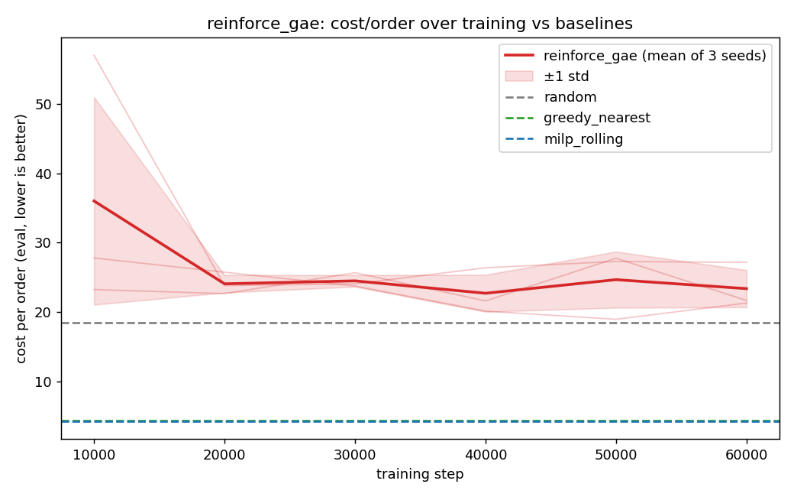 reinforce_gae: cost/order over training vs baselines
cost per order (eval, lower is better)
50
40
30
20
10
reinforce_gae (mean of 3 seeds)
±1 std
random
greedy_nearest
milp_rolling
10000 20000 30000 40000 50000 60000
training step